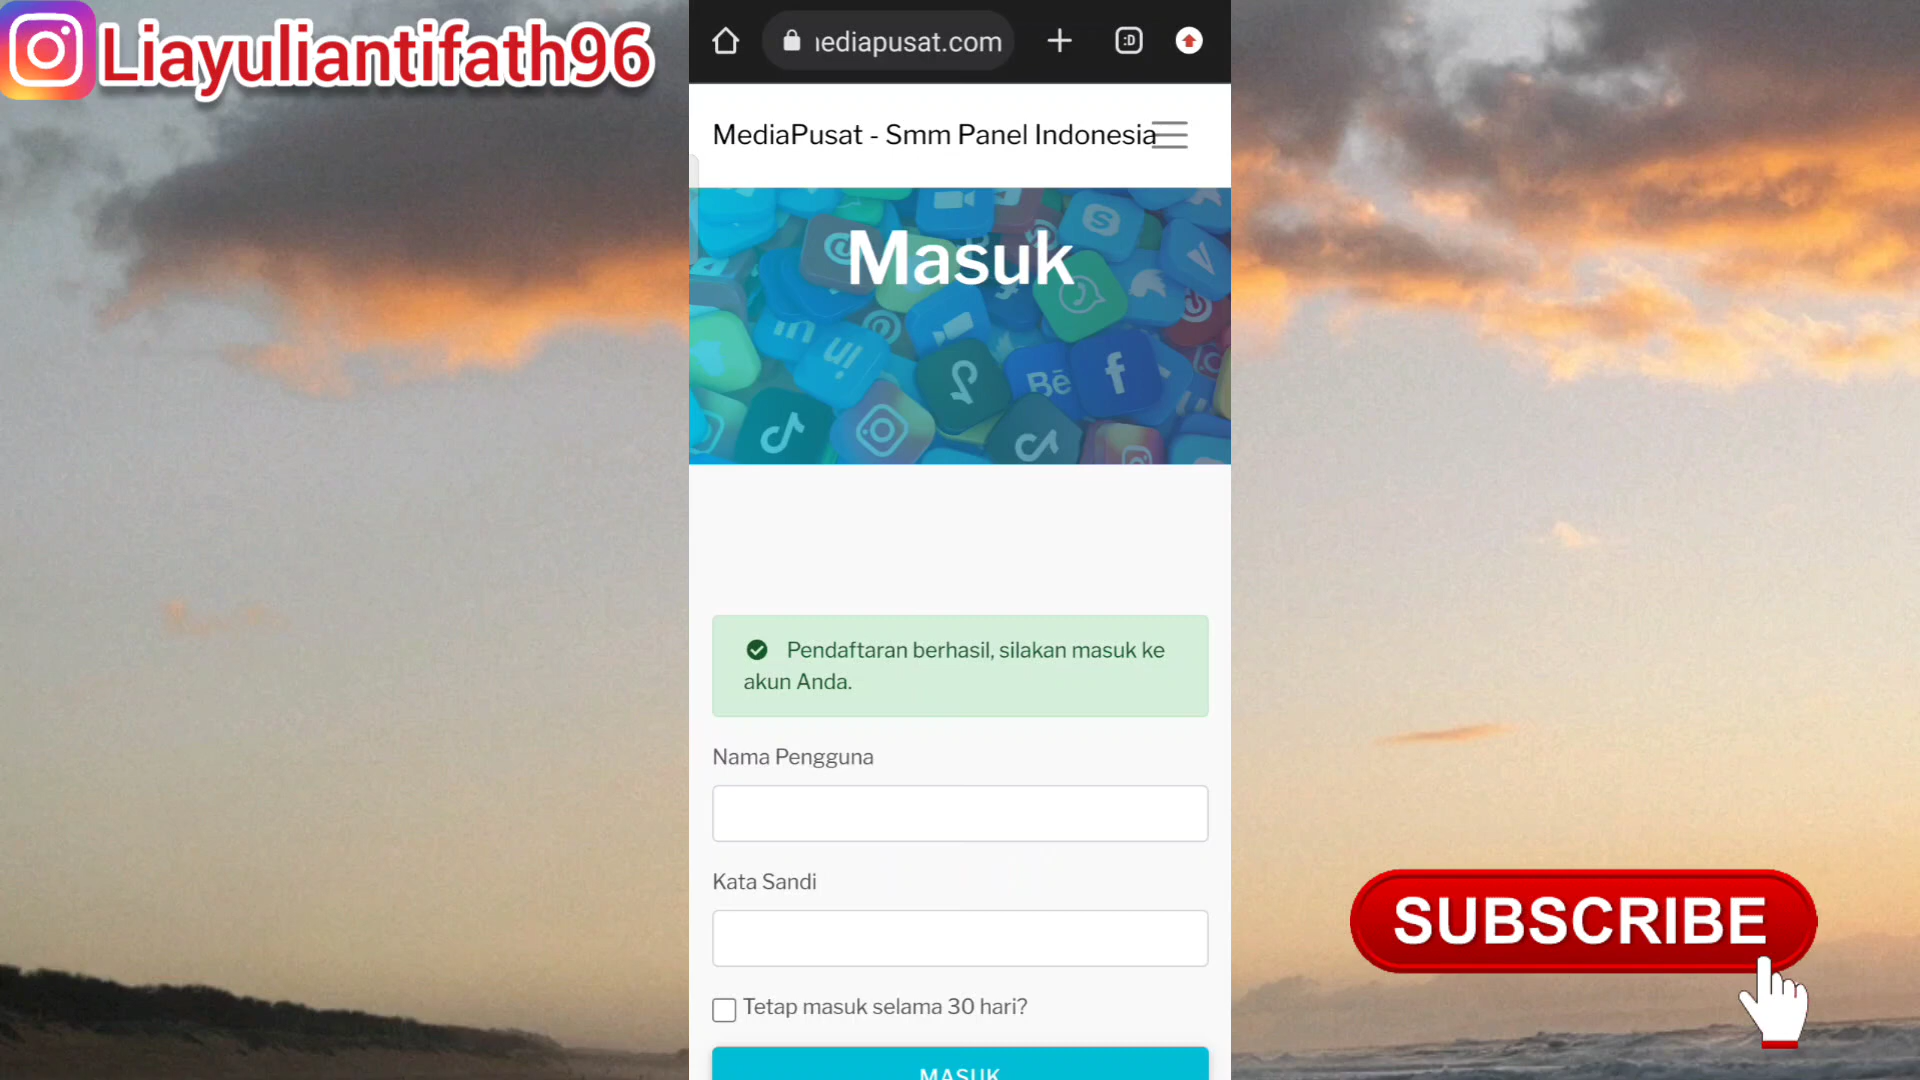 Liayuliantifath96
nediapusat.com
:D
MediaPusat - Smm Panel Indonesia
Masuk
Pendaftaran berhasil, silakan masuk ke
akun Anda.
Nama Pengguna
Kata Sandi
Tetap masuk selama 30 hari?
MASUK
SUBSCRIBE